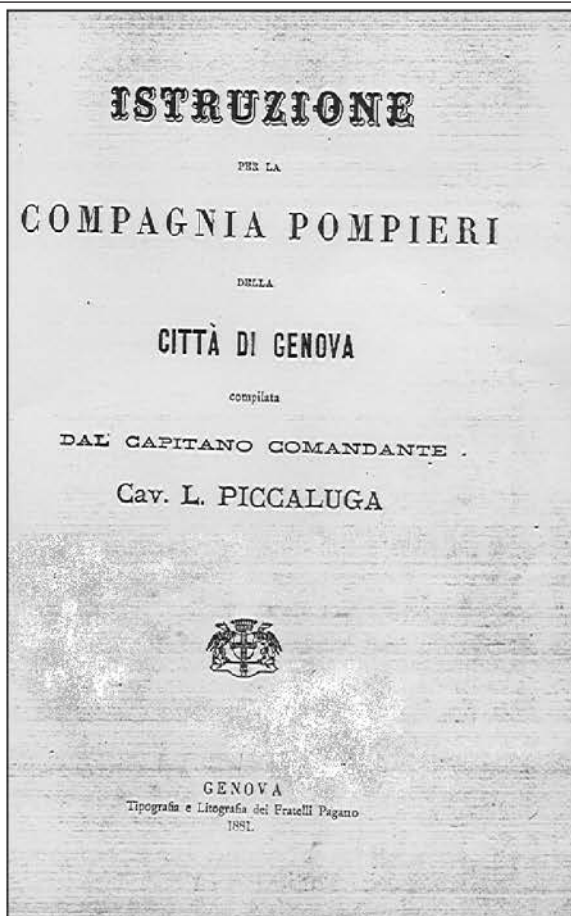 ISTRUZIONE
PER LA
COMPAGNIA POMPIERI
DELLA
CITTÀ DI GENOVA
compilata
DAL CAPITANO COMANDANTE
Cav. L. PICCALUGA
GENOVA
Tipografia e Litografia dei Fratelli Pagano
1881.